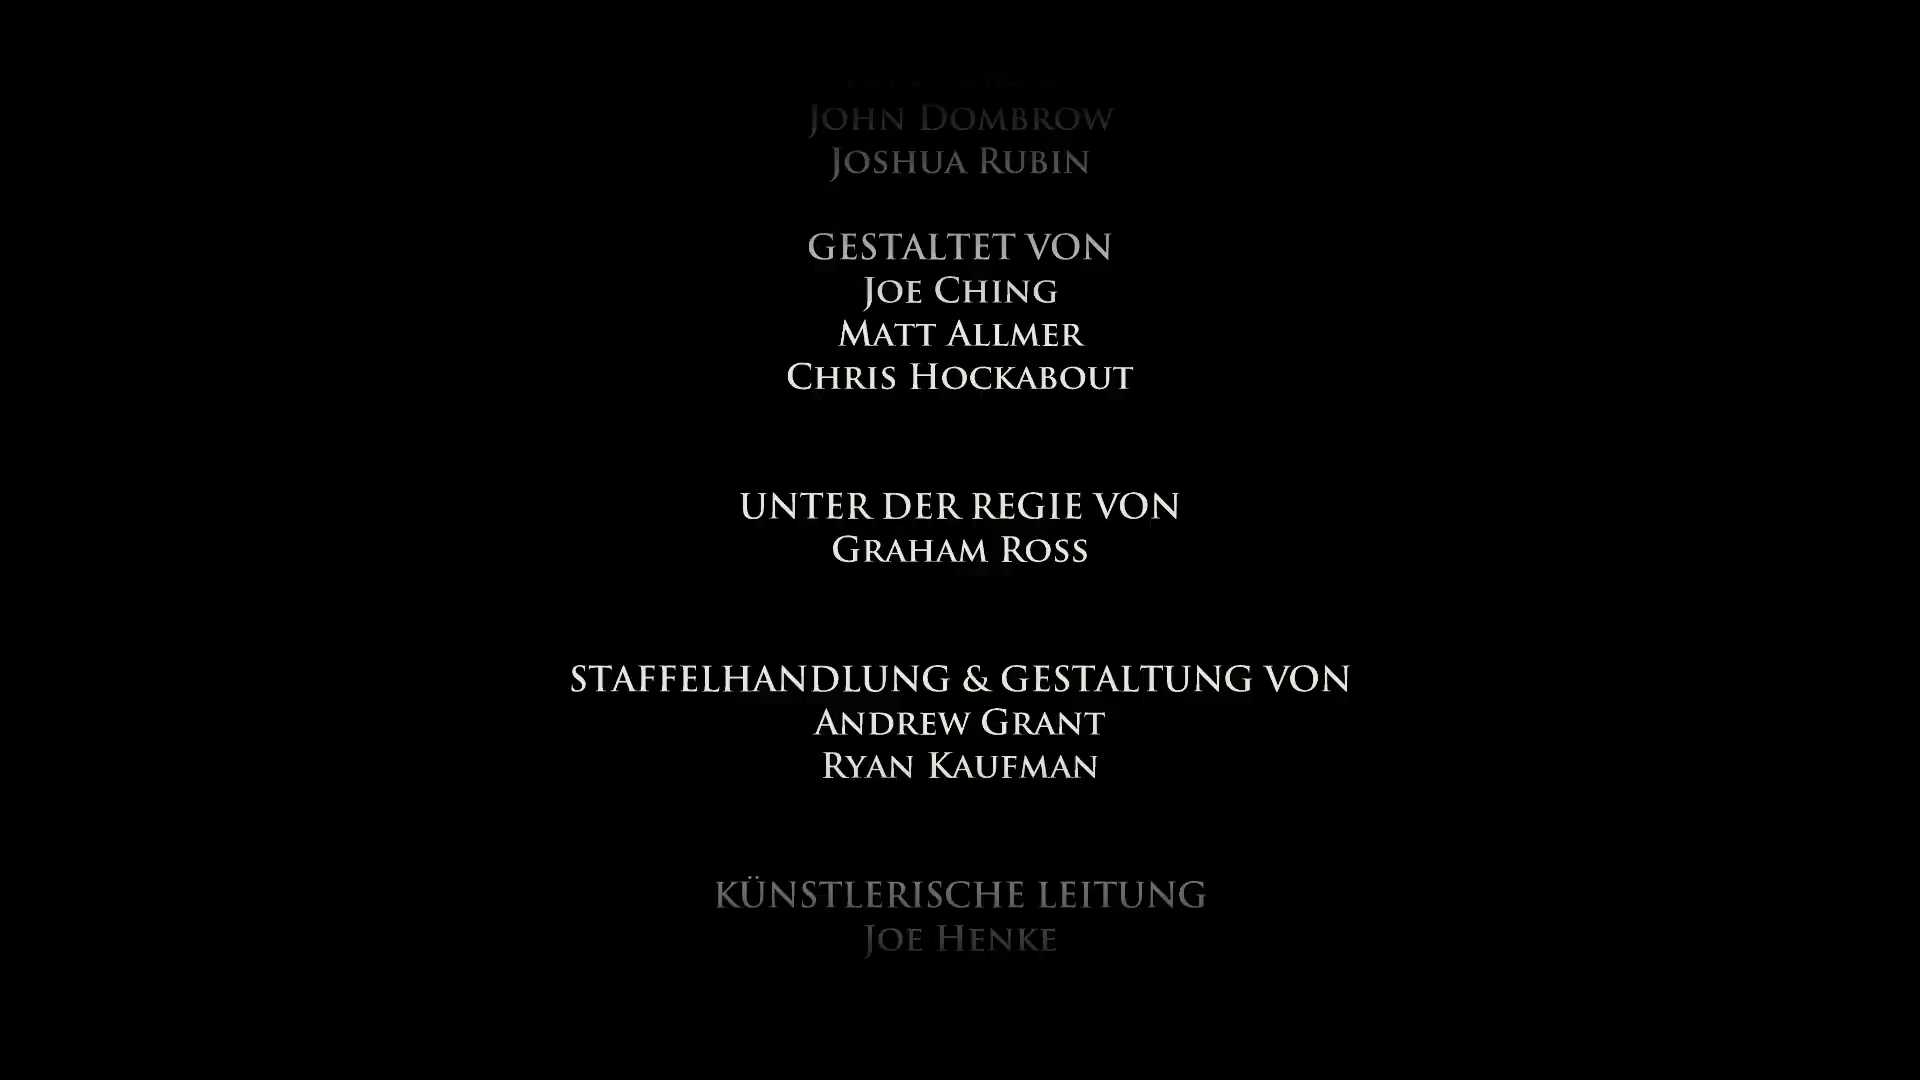 John Dombrow
Joshua Rubin
GESTALTET VON
Joe Ching
Matt Allmer
Chris Hockabout
UNTER DER REGIE VON
Graham Ross
STAFFELHANDLUNG & GESTALTUNG VON
Andrew Grant
Ryan Kaufman
KÜNSTLERISCHE LEITUNG
Joe Henke